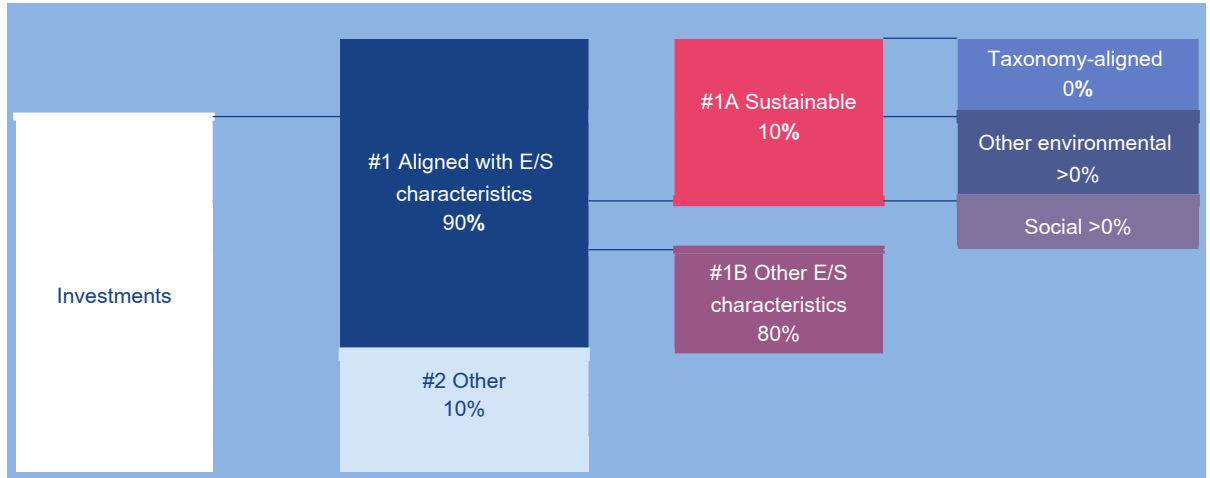 Investments
#1 Aligned with E/S
characteristics
90%
#2 Other
10%
#1A Sustainable
10%
#1B Other E/S
characteristics
80%
Taxonomy-aligned
0%
Other environmental
>0%
Social >0%